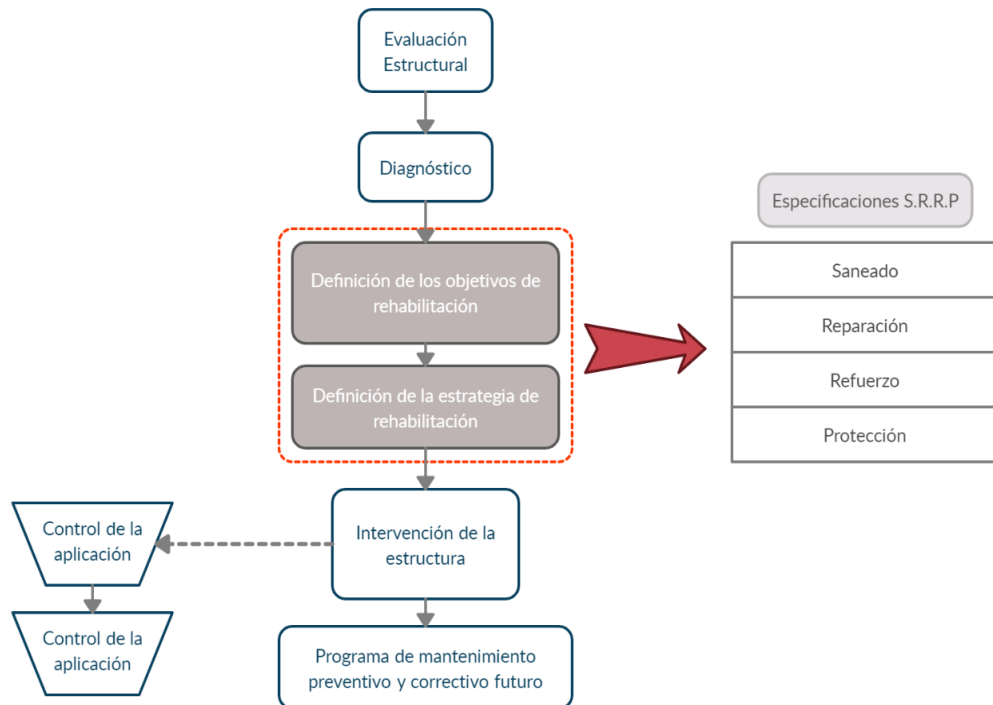 Evaluación
Estructural
Diagnóstico
Especificaciones S.R.R.P
Definición de los objetivos de
rehabilitación
Definición de la estrategia de
rehabilitación
Saneado
Reparación
Refuerzo
Protección
Intervención de la
estructura
Control de la
aplicación
Control de la
aplicación
Programa de mantenimiento
preventivo y correctivo futuro